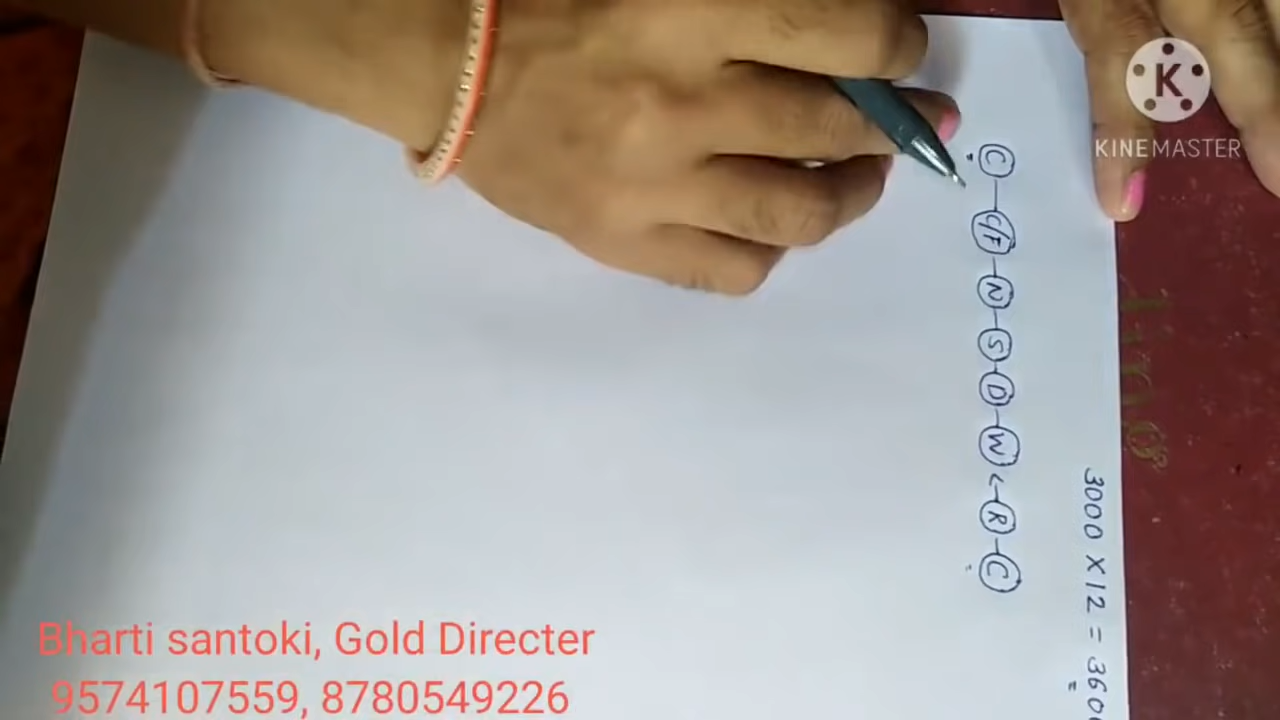 K
KINEMASTER
3000 X 12 = 360
C - C/F - N - S - D - W < R - C
Bharti santoki, Gold Directer
9574107559, 8780549226